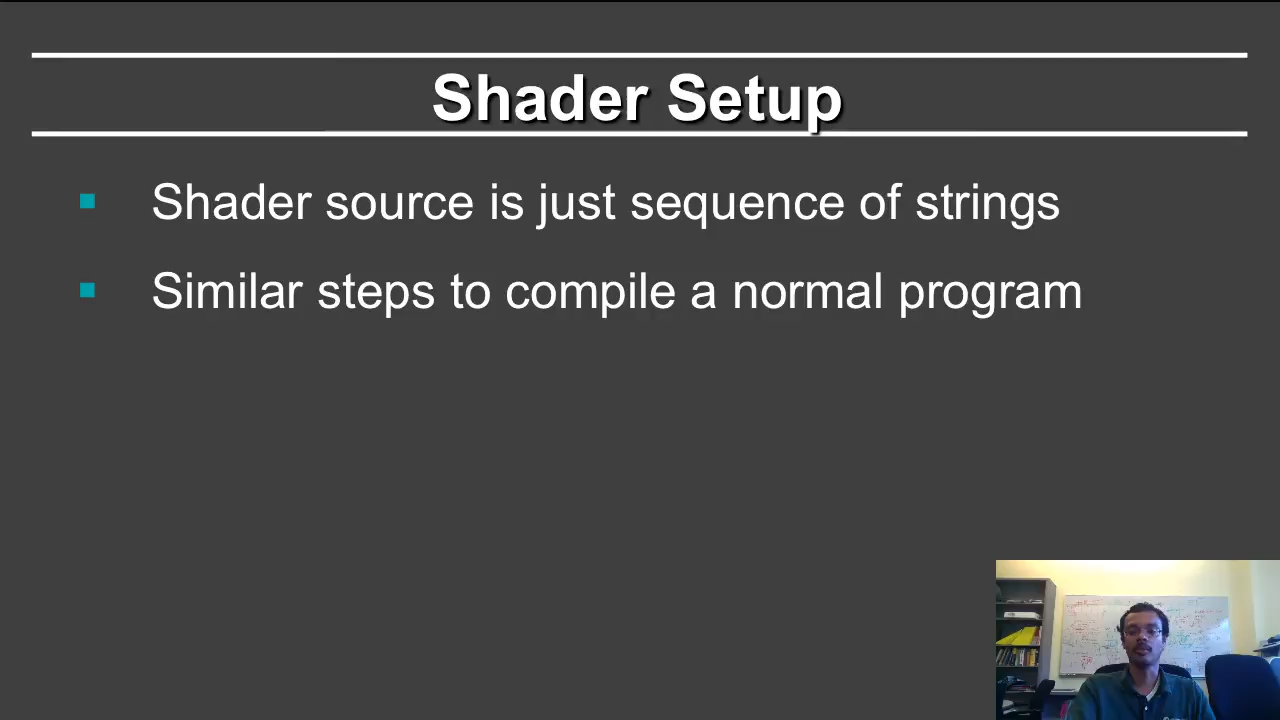 Shader Setup
Shader source is just sequence of strings
Similar steps to compile a normal program